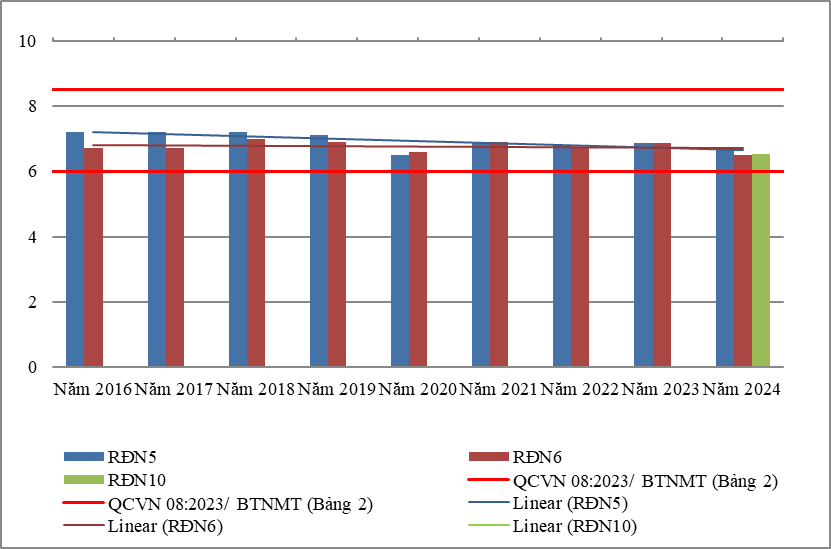 10
8
6
4
2
0
Năm 2016 Năm 2017 Năm 2018 Năm 2019 Năm 2020 Năm 2021 Năm 2022 Năm 2023 Năm 2024
RĐN5 RĐN6
RĐN10 QCVN 08:2023/ BTNMT (Bảng 2)
QCVN 08:2023/ BTNMT (Bảng 2) Linear (RĐN5)
Linear (RĐN6) Linear (RĐN10)